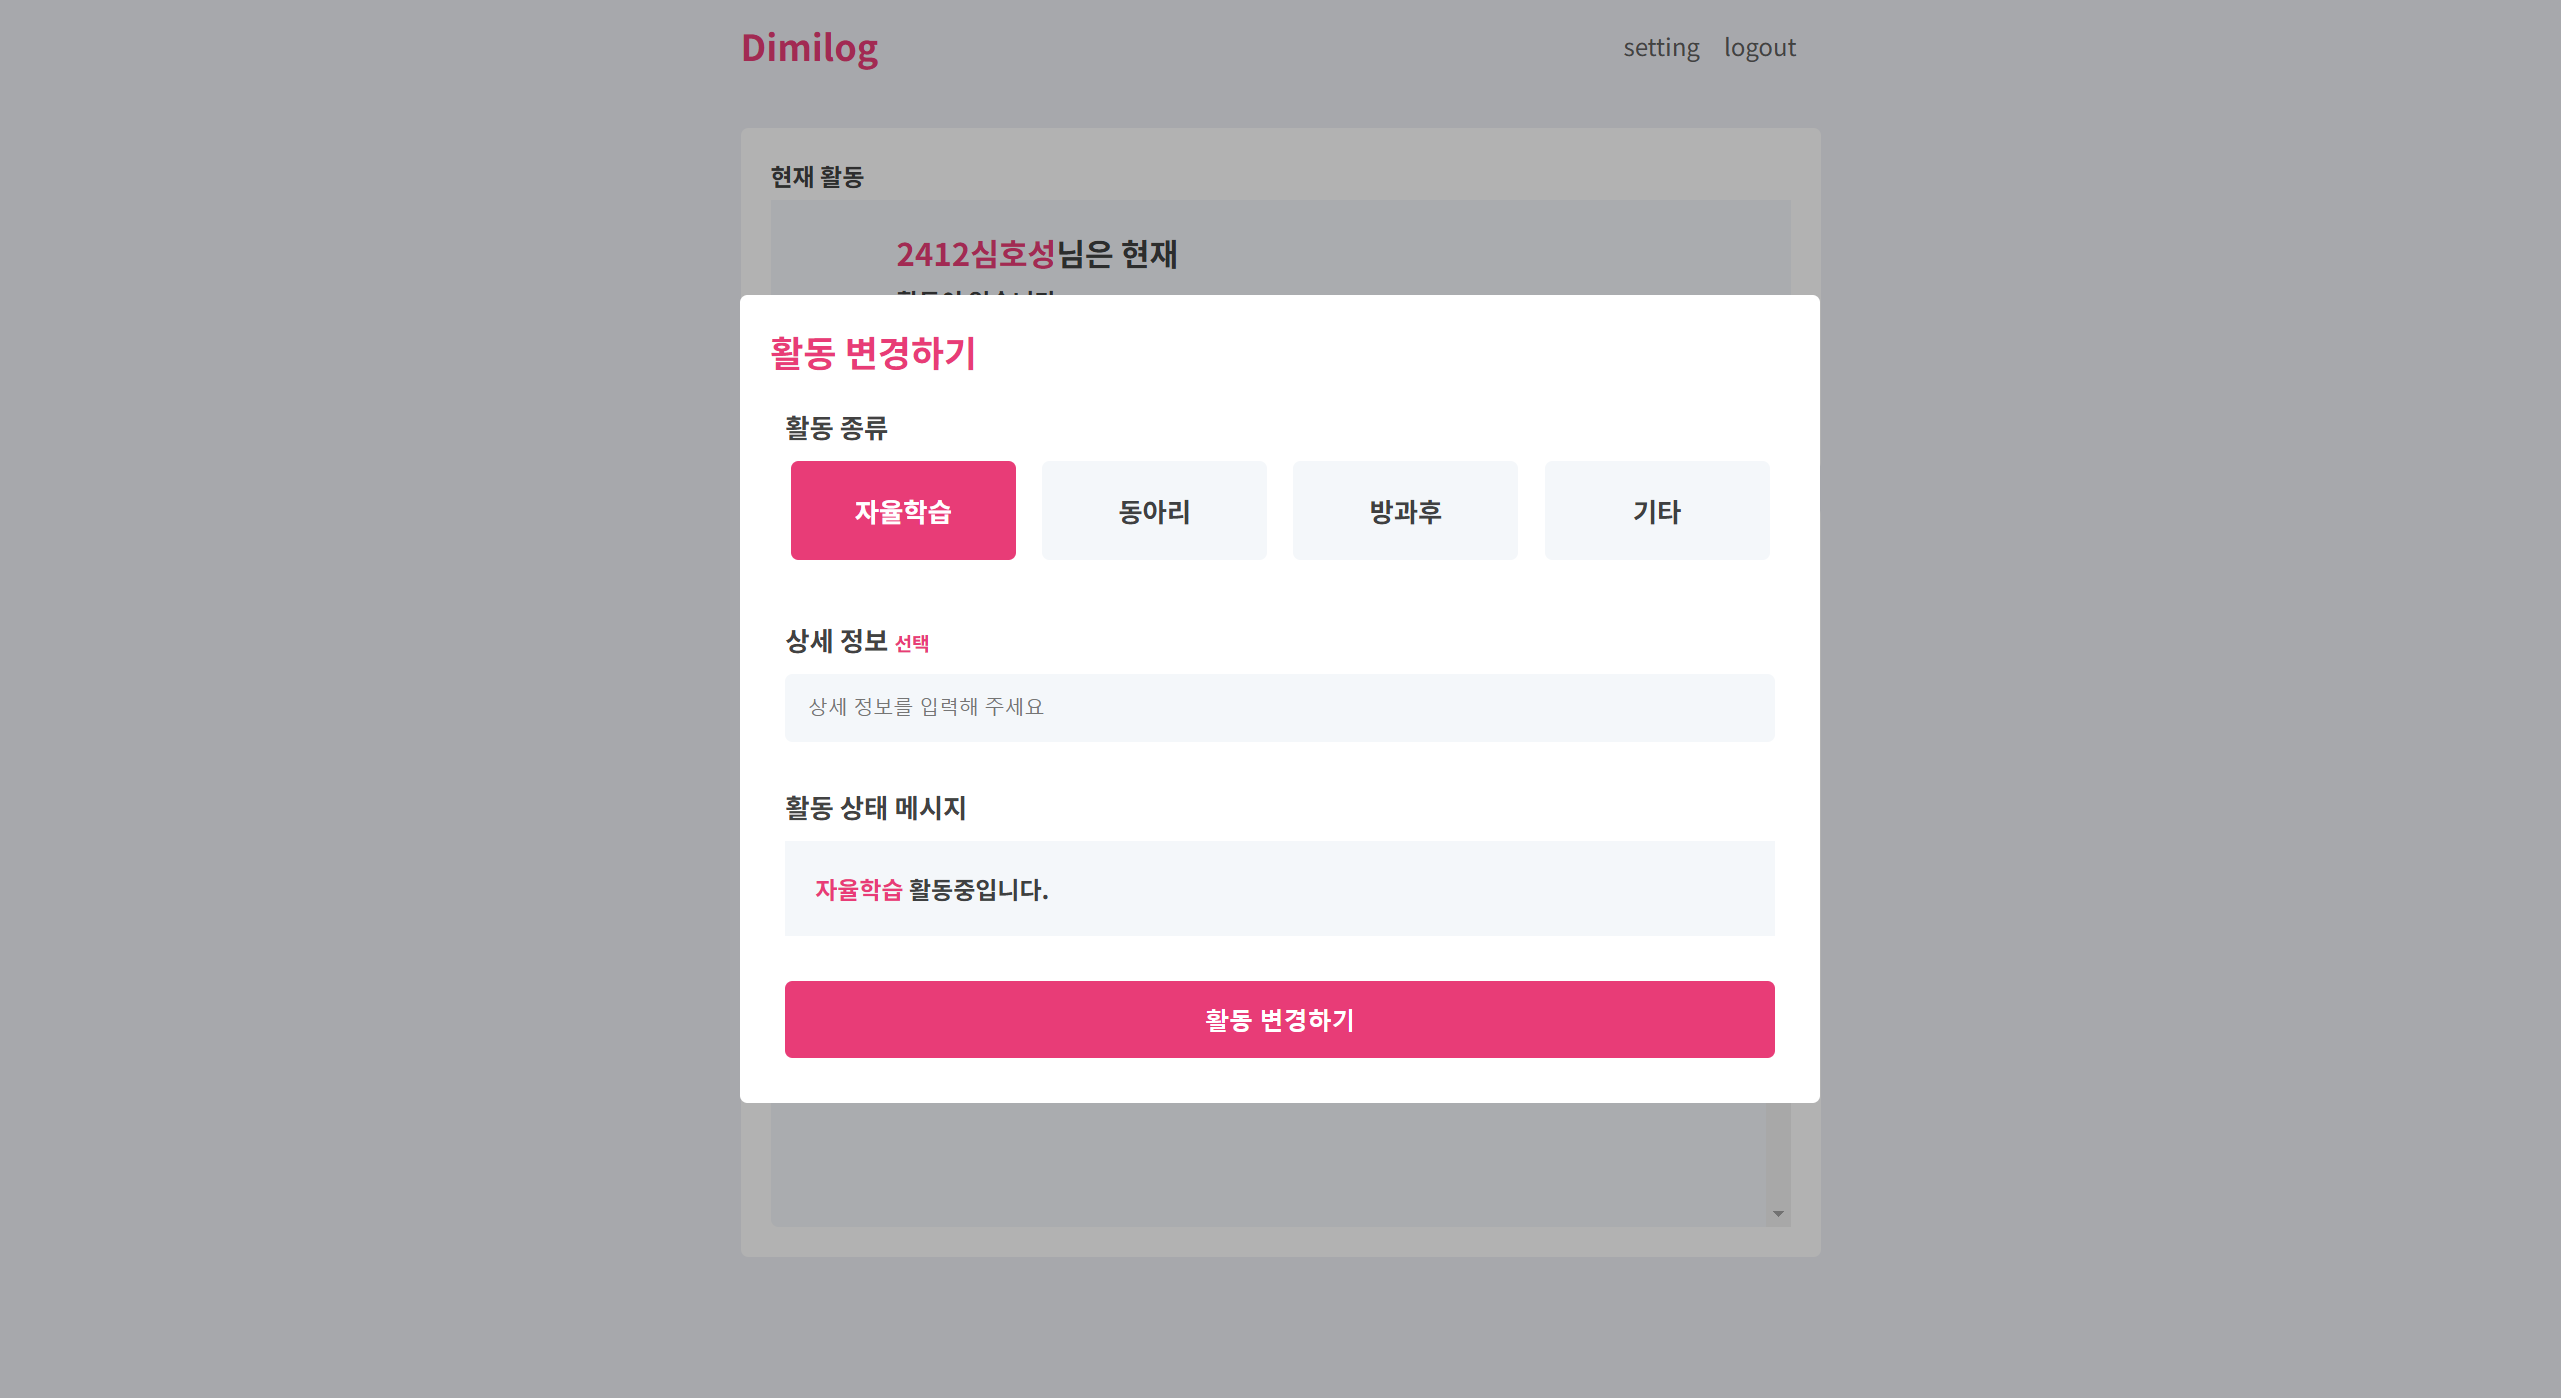 Dimilog
setting logout
현재 활동
2412심호성님은 현재
활동 변경하기
활동 종류
자율학습 동아리 방과후 기타
상세 정보 선택
상세 정보를 입력해 주세요
활동 상태 메시지
자율학습 활동중입니다.
활동 변경하기